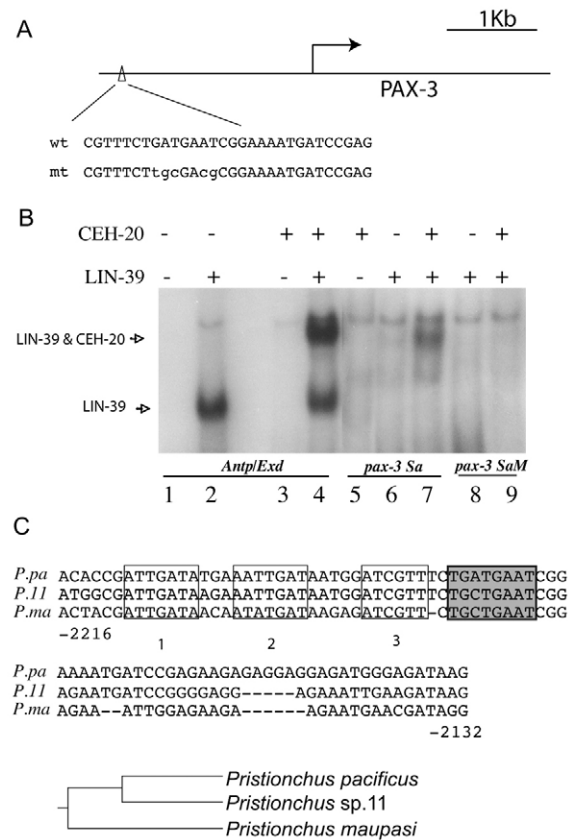 A
1Kb
PAX-3
wt CGTTTCTGATGAATCGGAAAATGATCCGAG
mt CGTTTCTtgcGAcgCGGAAAATGATCCGAG
B
CEH-20 - - + + + - + - +
LIN-39 - + - + - + + + +
LIN-39 & CEH-20
LIN-39
Antp/Exd pax-3 Sa pax-3 SaM
1 2 3 4 5 6 7 8 9
C
P.pa ACACCGATTGATATGAAATTGATAATGGATCGTTTCTGATGAATCGG
P.11 ATGGCGATTGATAACAAATTGATAATGGATCGTTTCTGCTGAATCGG
P.ma ACTACGATTGATAACAATATGATAAGAGATCGTT-CTGCTGAATCGG
-2216 1 2 3
P.pa AAAATGATCCGAGAAGAGAGGAGGAGATGGGAGATAAG
P.11 AGAATGATCCGGGGAGG-----AGAAATTGAAGATAAG
P.ma AGAA--ATTGGAGAAGA------AGAATGAACGATAGG
-2132
Pristionchus pacificus
Pristionchus sp.11
Pristionchus maupasi